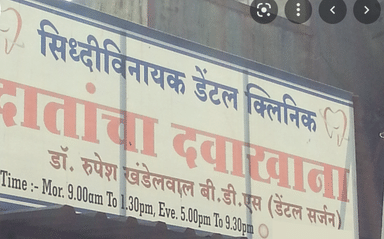 सिध्दीविनायक डेंटल क्लिनिक
दातांचा दवाखाना
डॉ. रुपेश खंडेलवाल बी.डी.एस (डेंटल सर्जन)
Time :- Mor. 9.00am To 1.30pm, Eve. 5.00pm To 9.30pm